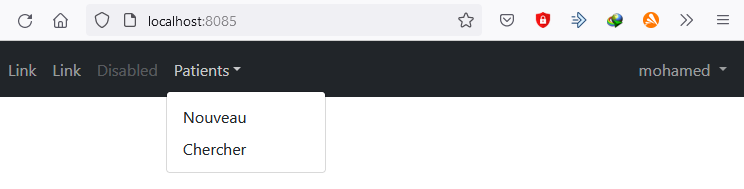 localhost:8085
Link Link Disabled Patients mohamed
Nouveau
Chercher